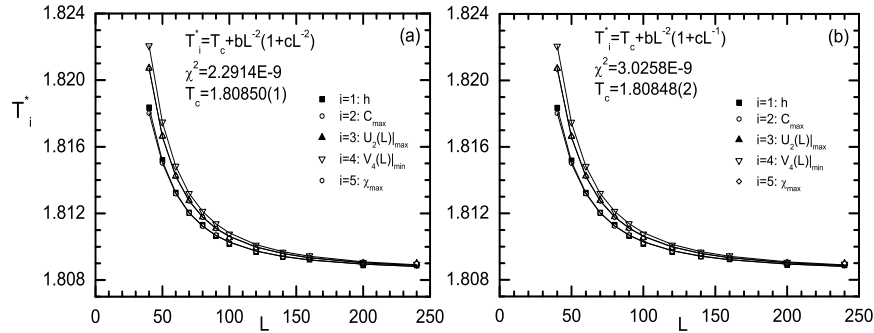 (a)
T*i=Tc+bL-2(1+cL-2)
χ2=2.2914E-9
Tc=1.80850(1)
i=1: h
i=2: Cmax
i=3: U2(L)|max
i=4: V4(L)|min
i=5: χmax
T*i
1.824
1.820
1.816
1.812
1.808
0 50 100 150 200 250
L
(b)
T*i=Tc+bL-2(1+cL-1)
χ2=3.0258E-9
Tc=1.80848(2)
i=1: h
i=2: Cmax
i=3: U2(L)|max
i=4: V4(L)|min
i=5: χmax
1.824
1.820
1.816
1.812
1.808
0 50 100 150 200 250
L